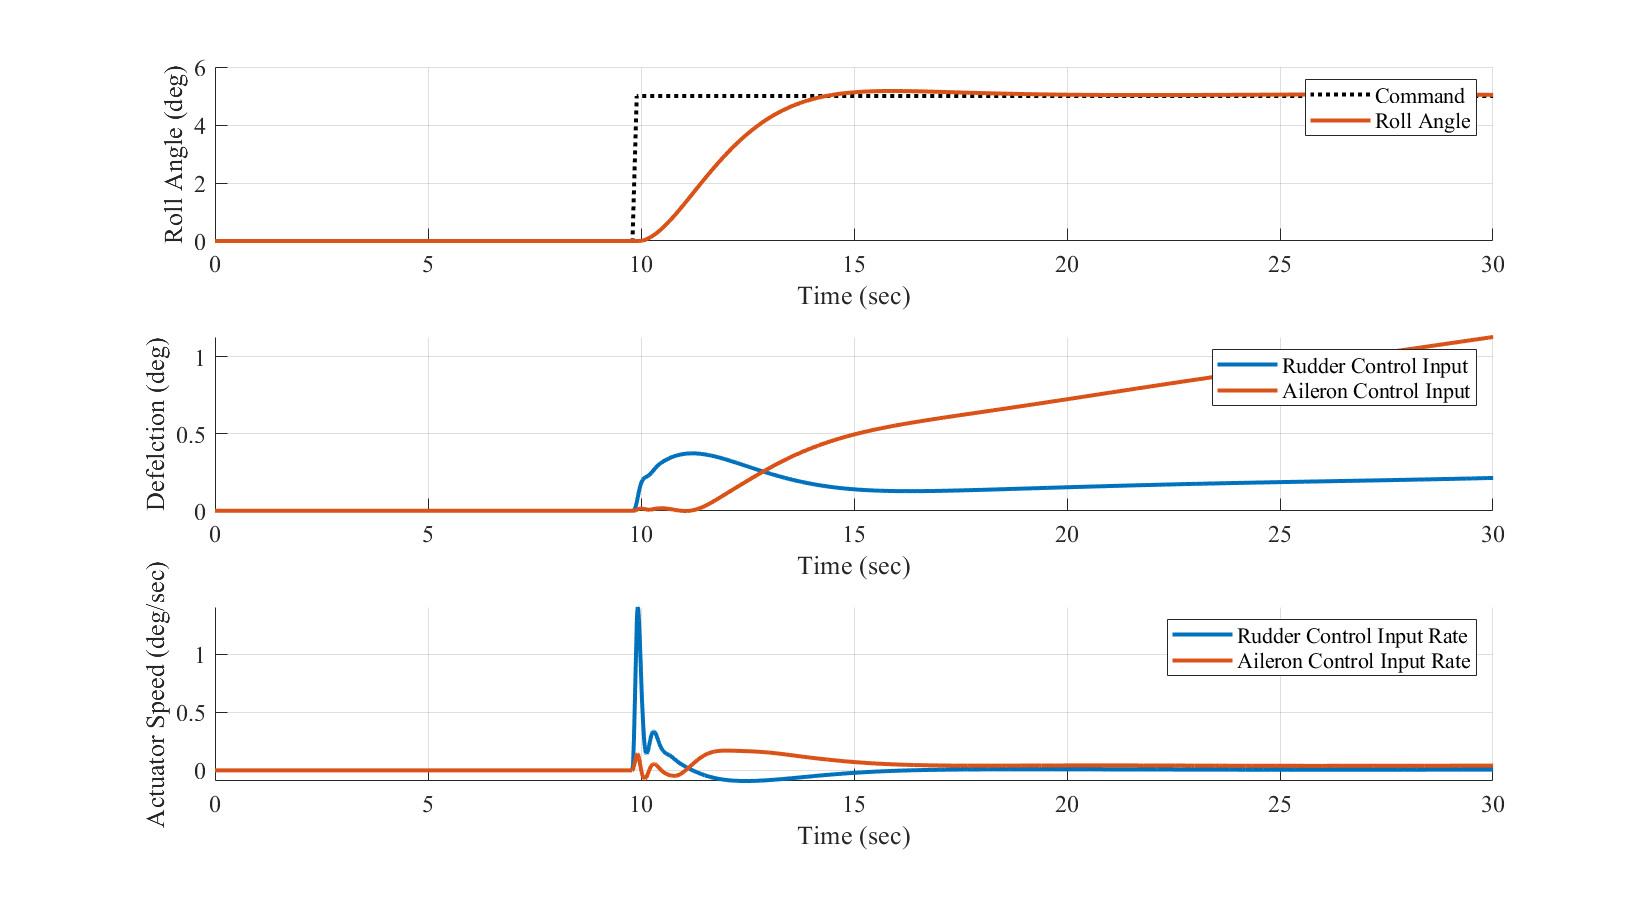 Roll Angle (deg)
6
4
2
0
Command
Roll Angle
0 5 10 15 20 25 30
Time (sec)
Defelction (deg)
1
0.5
0
Rudder Control Input
Aileron Control Input
0 5 10 15 20 25 30
Time (sec)
Actuator Speed (deg/sec)
1
0.5
0
Rudder Control Input Rate
Aileron Control Input Rate
0 5 10 15 20 25 30
Time (sec)